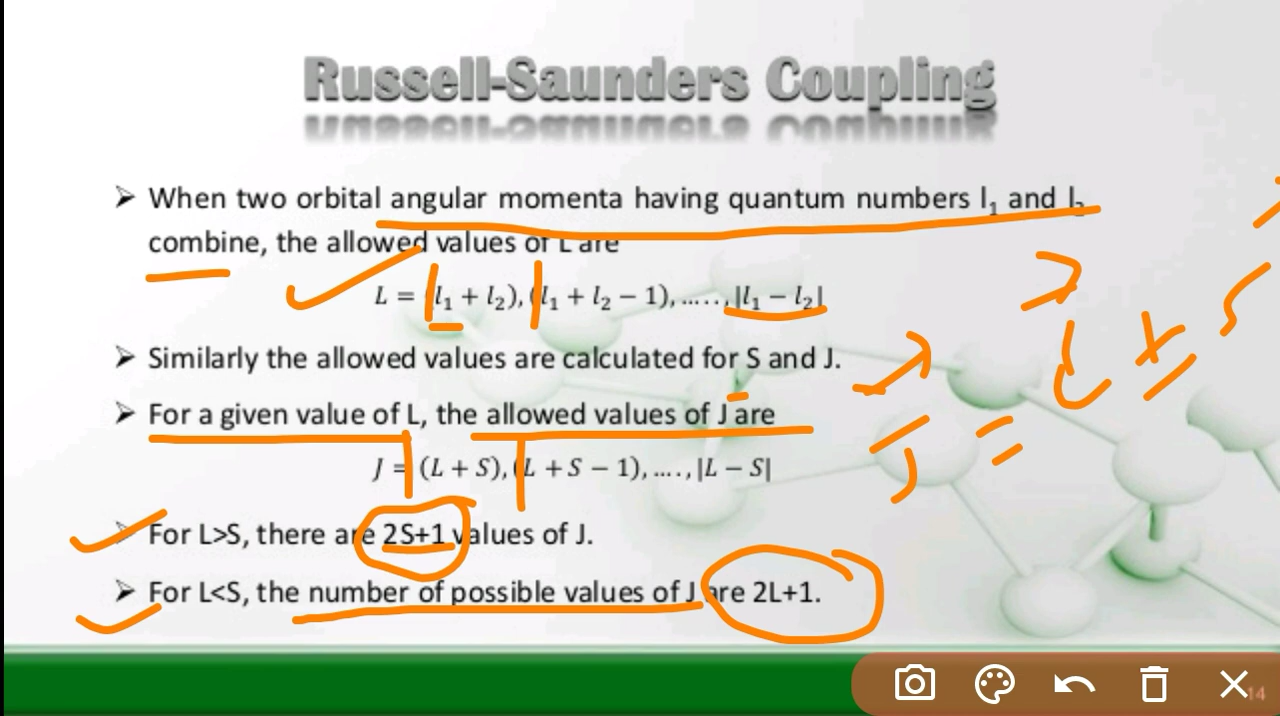 Russell-Saunders Coupling
➤ When two orbital angular momenta having quantum numbers l₁ and l₂
combine, the allowed values of L are
L = (l₁ + l₂), (l₁ + l₂ − 1), ....., |l₁ − l₂|
➤ Similarly the allowed values are calculated for S and J.
➤ For a given value of L, the allowed values of J are
J = (L + S), (L + S − 1), ...., |L − S|
➤ For L>S, there are 2S+1 values of J.
➤ For L<S, the number of possible values of J are 2L+1.
J = L ± S
14